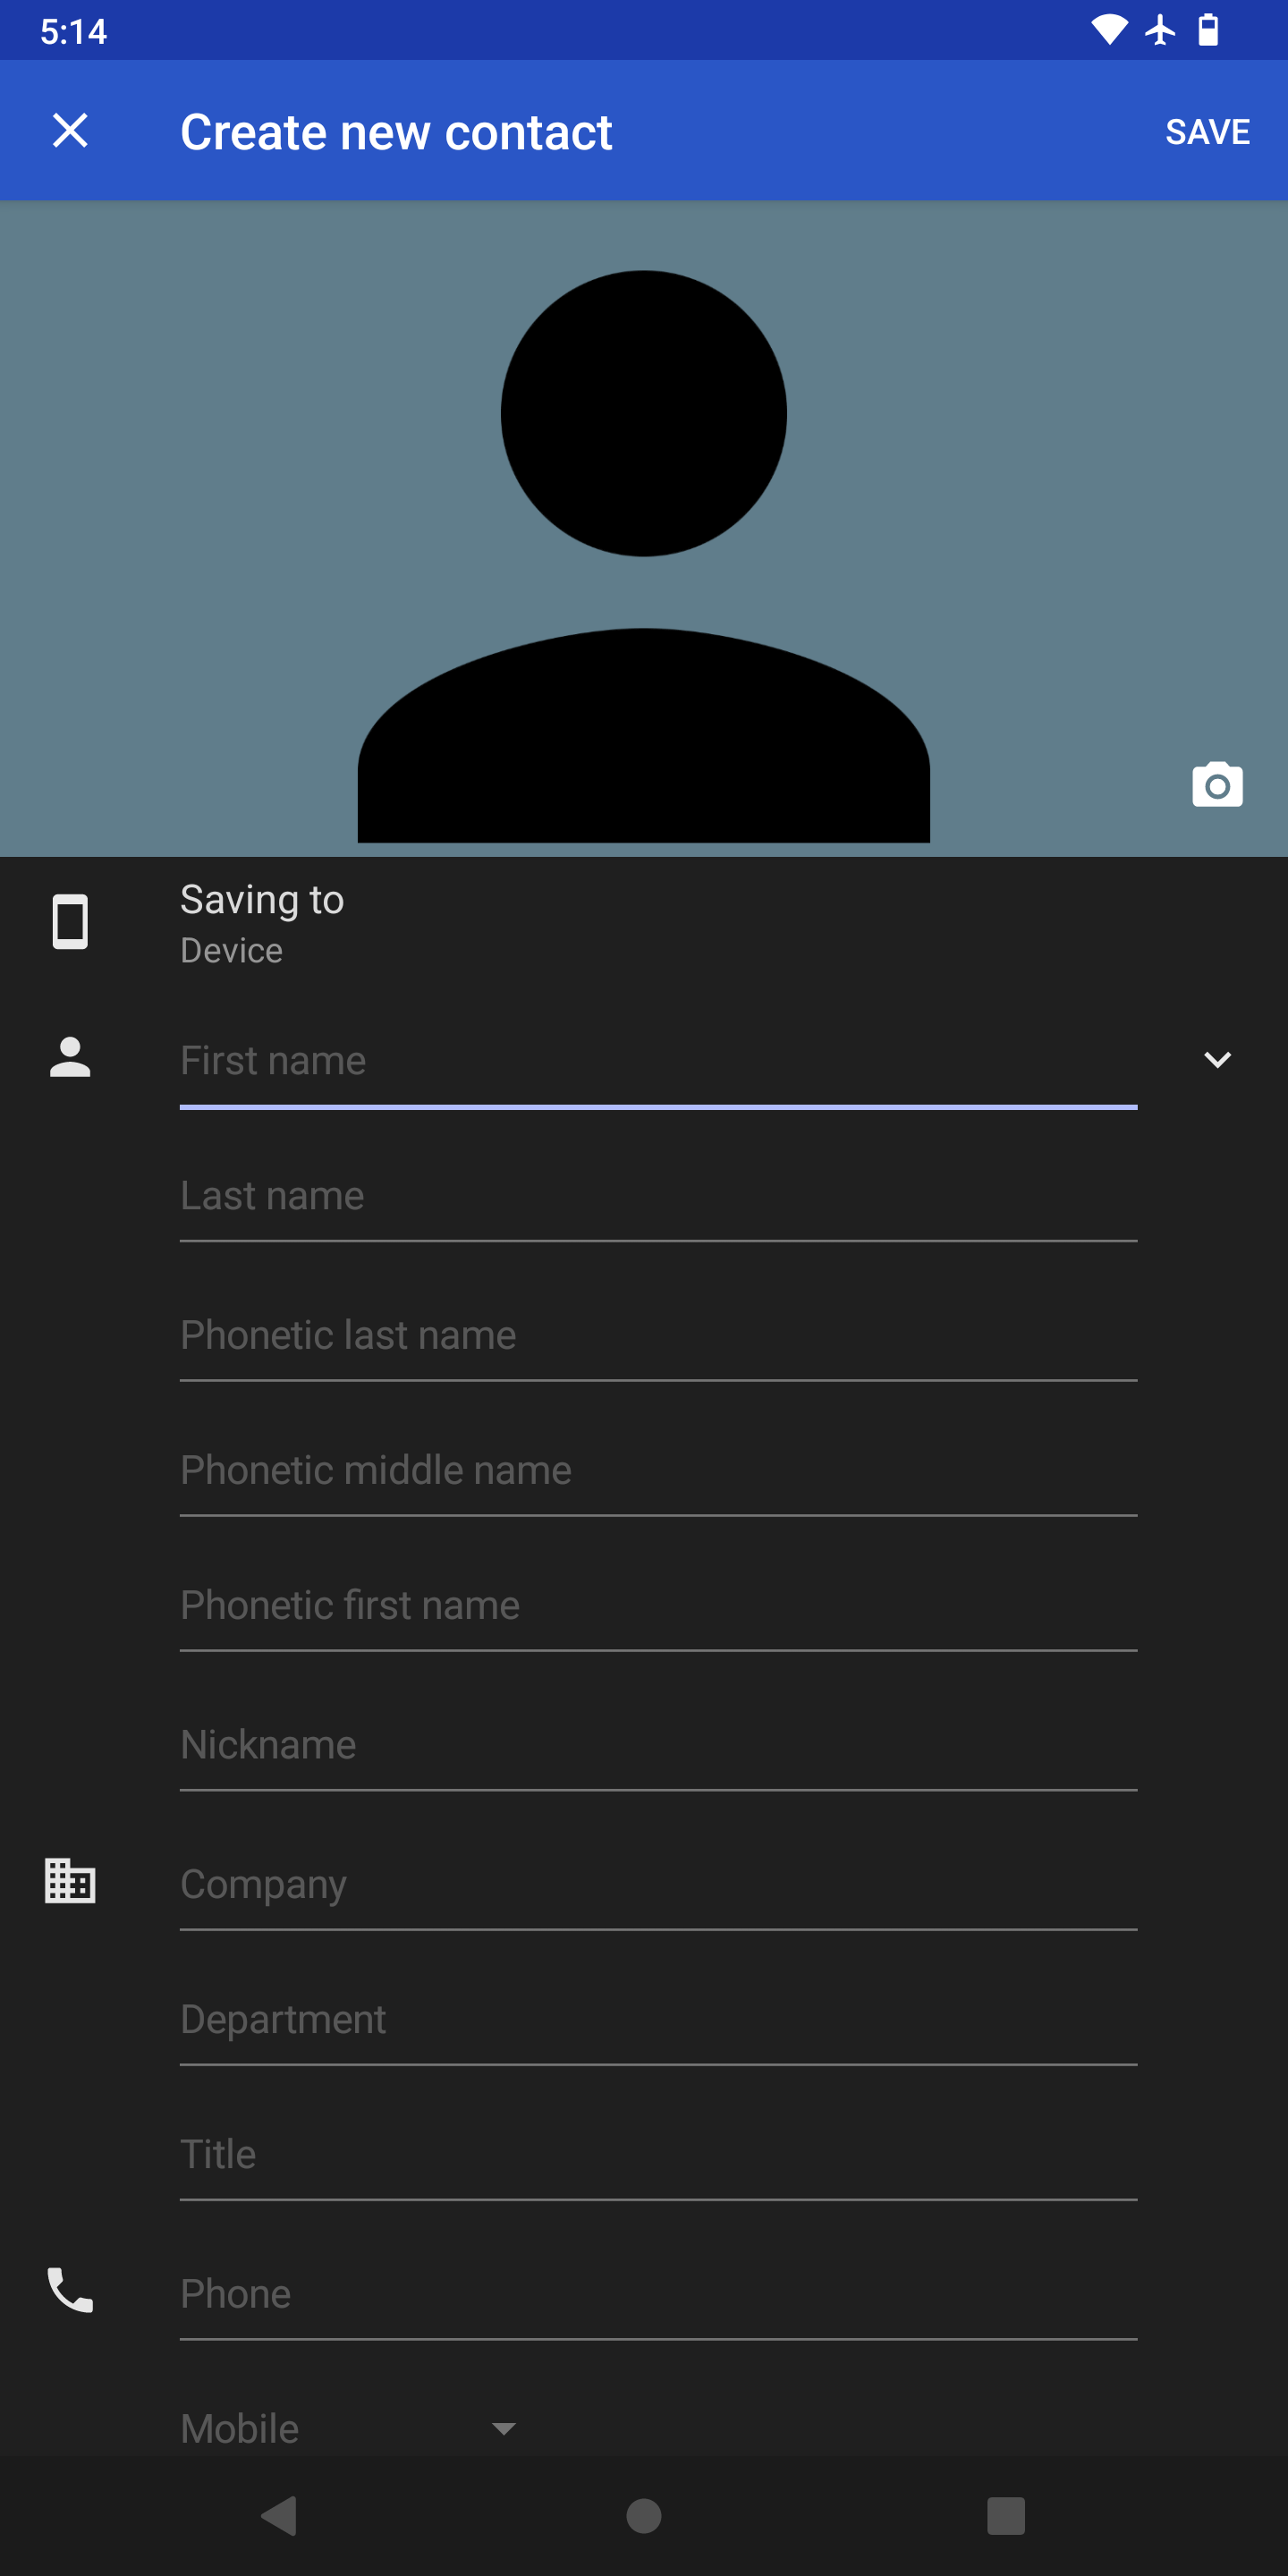 5:14
Create new contact
SAVE
Saving to
Device
First name
Last name
Phonetic last name
Phonetic middle name
Phonetic first name
Nickname
Company
Department
Title
Phone
Mobile